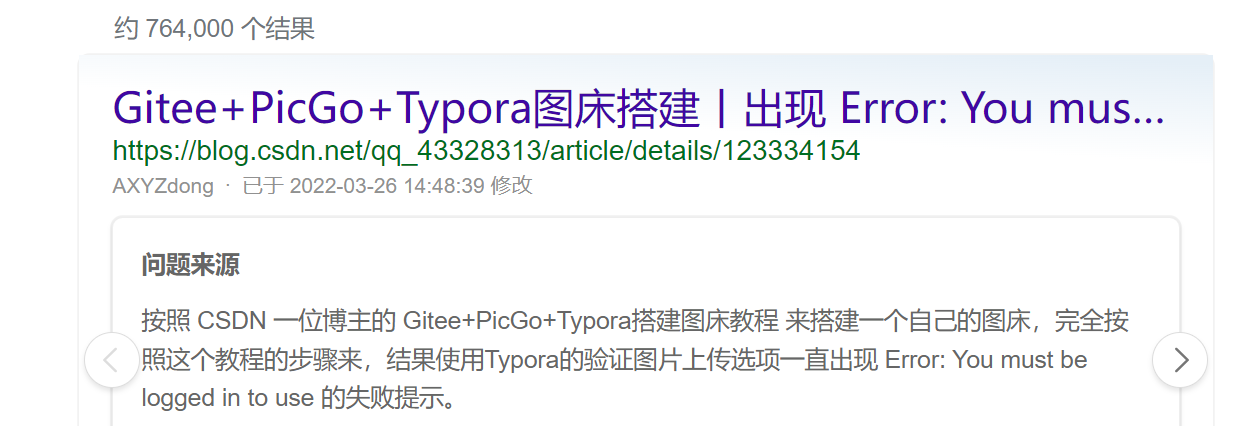 约 764,000 个结果
Gitee+PicGo+Typora图床搭建丨出现 Error: You mus...
https://blog.csdn.net/qq_43328313/article/details/123334154
AXYZdong · 已于 2022-03-26 14:48:39 修改
问题来源
按照 CSDN 一位博主的 Gitee+PicGo+Typora搭建图床教程 来搭建一个自己的图床，完全按
照这个教程的步骤来，结果使用Typora的验证图片上传选项一直出现 Error: You must be
logged in to use 的失败提示。